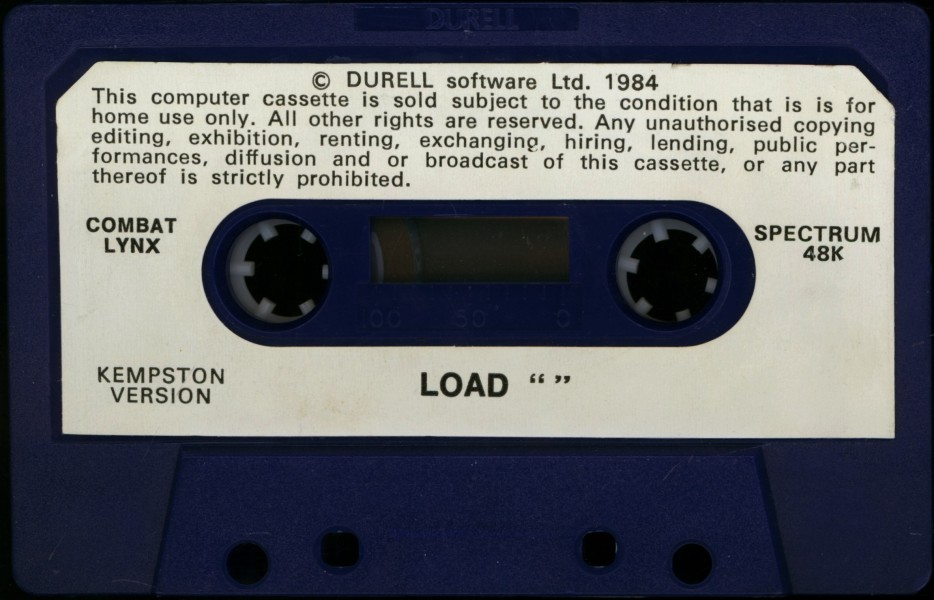 DURELL
© DURELL software Ltd. 1984
This computer cassette is sold subject to the condition that is is for
home use only. All other rights are reserved. Any unauthorised copying
editing, exhibition, renting, exchanging, hiring, lending, public per-
formances, diffusion and or broadcast of this cassette, or any part
thereof is strictly prohibited.
COMBAT
LYNX
SPECTRUM
48K
100 50 0
KEMPSTON
VERSION
LOAD “ ”